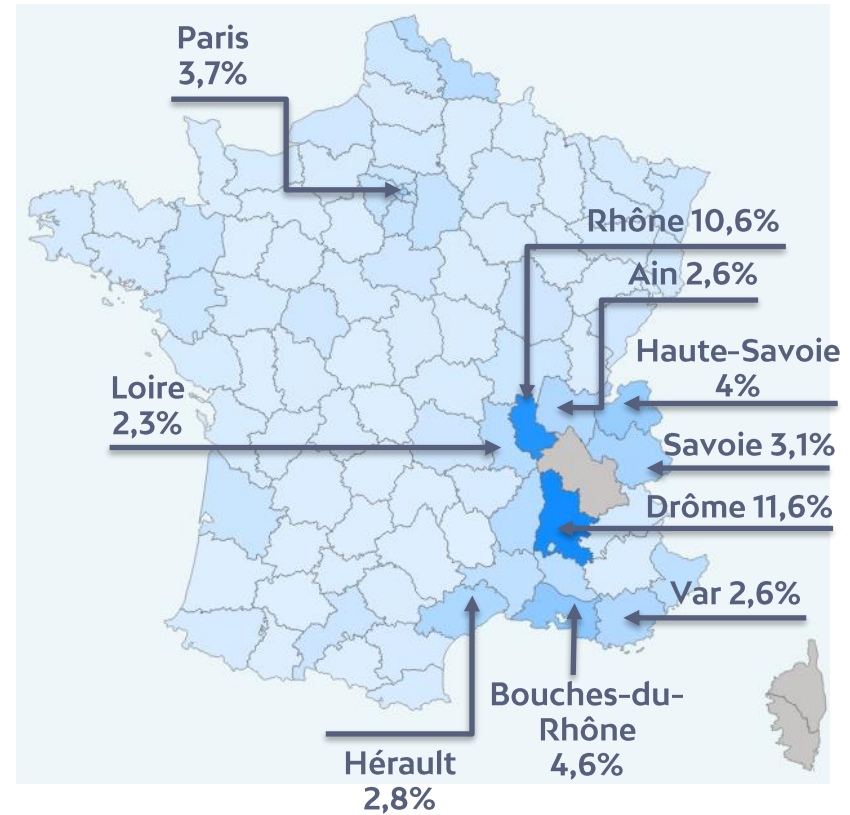 Paris
3,7%
Rhône 10,6%
Ain 2,6%
Haute-Savoie
4%
Loire
2,3%
Savoie 3,1%
Drôme 11,6%
Var 2,6%
Bouches-du-
Rhône
4,6%
Hérault
2,8%